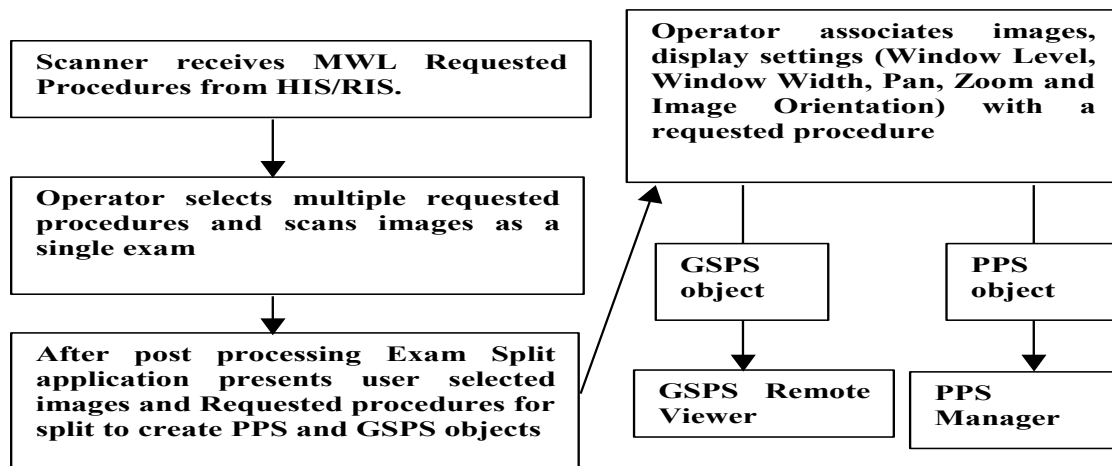 Scanner receives MWL Requested
Procedures from HIS/RIS.
Operator selects multiple requested
procedures and scans images as a
single exam
After post processing Exam Split
application presents user selected
images and Requested procedures for
split to create PPS and GSPS objects
Operator associates images,
display settings (Window Level,
Window Width, Pan, Zoom and
Image Orientation) with a
requested procedure
GSPS
object
PPS
object
GSPS Remote
Viewer
PPS
Manager